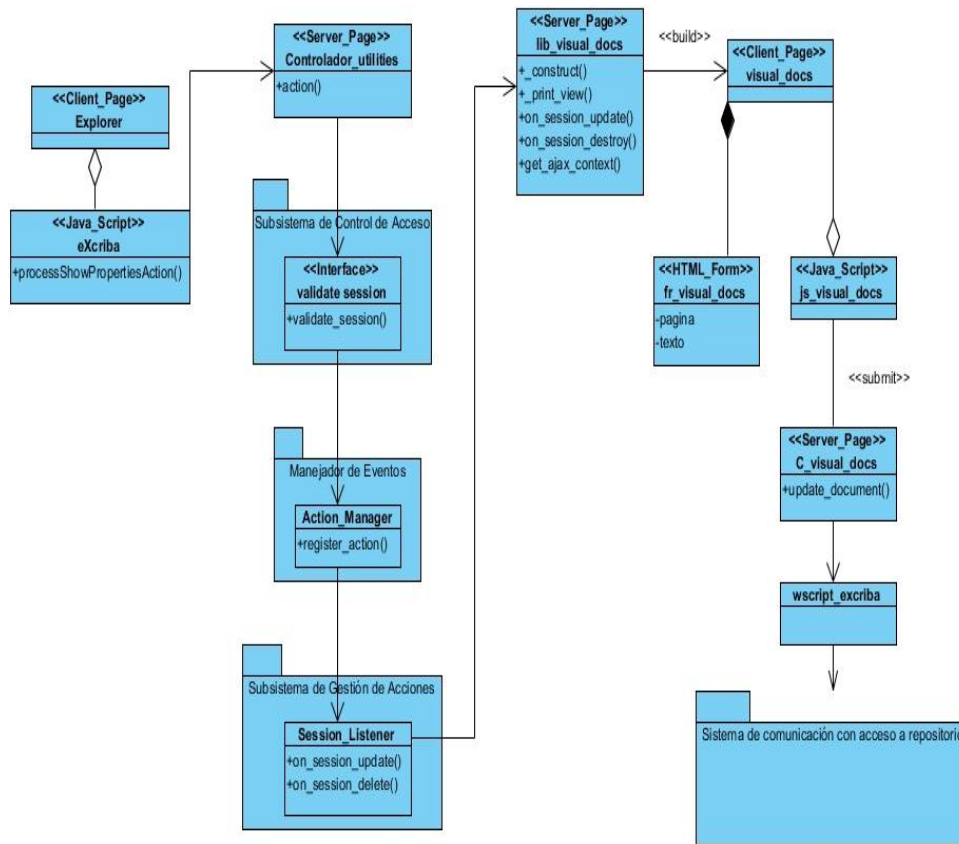 <<Client_Page>>
Explorer
<<Java_Script>>
eXcriba
+processShowPropertiesAction()
<<Server_Page>>
Controlador_utilities
+action()
Subsistema de Control de Acceso
<<Interface>>
validate session
+validate_session()
Manejador de Eventos
Action_Manager
+register_action()
Subsistema de Gestión de Acciones
Session_Listener
+on_session_update()
+on_session_delete()
<<Server_Page>>
lib_visual_docs
+_construct()
+_print_view()
+on_session_update()
+on_session_destroy()
+get_ajax_context()
<<build>>
<<Client_Page>>
visual_docs
<<HTML_Form>>
fr_visual_docs
-pagina
-texto
<<Java_Script>>
js_visual_docs
<<submit>>
<<Server_Page>>
C_visual_docs
+update_document()
wscript_excriba
Sistema de comunicación con acceso a repositorio